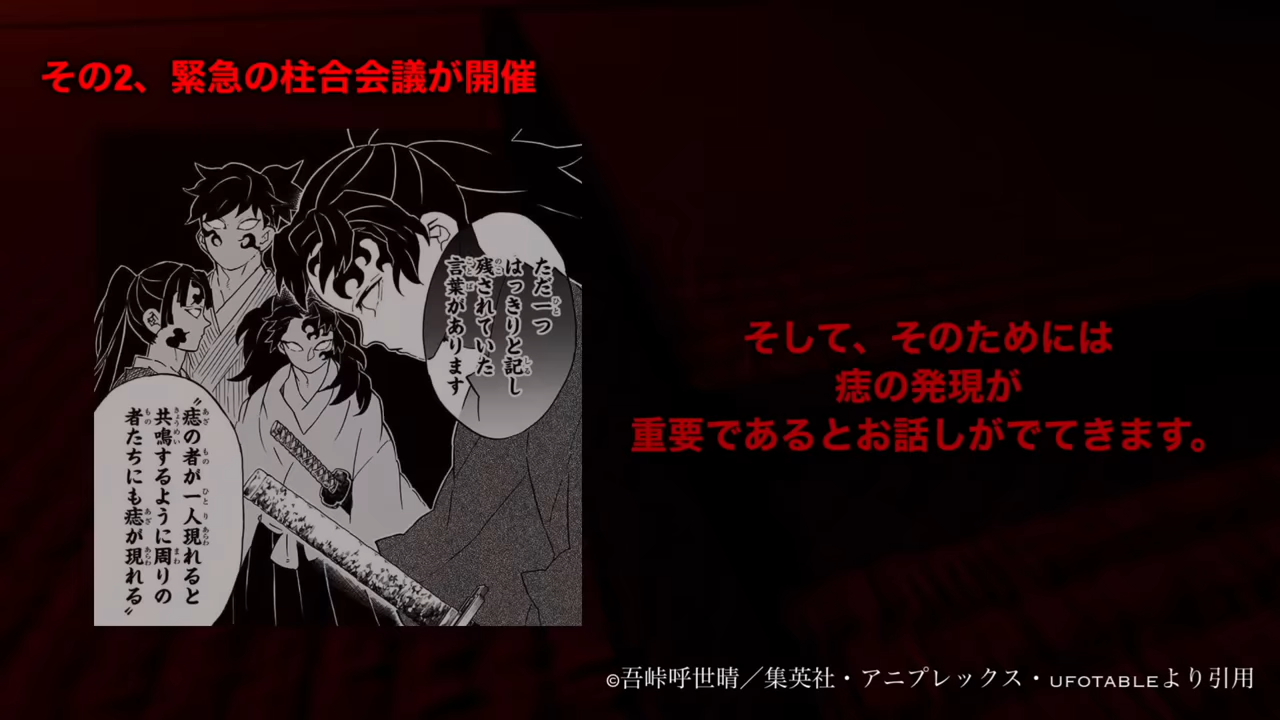 その2、緊急の柱合会議が開催
ただ一つ
はっきりと記し
残されていた
言葉があります
〝痣の者が一人現れると
共鳴するように周りの
者たちにも痣が現れる〟
そして、そのためには
痣の発現が
重要であるとお話しがでてきます。
©吾峠呼世晴／集英社・アニプレックス・UFOTABLEより引用